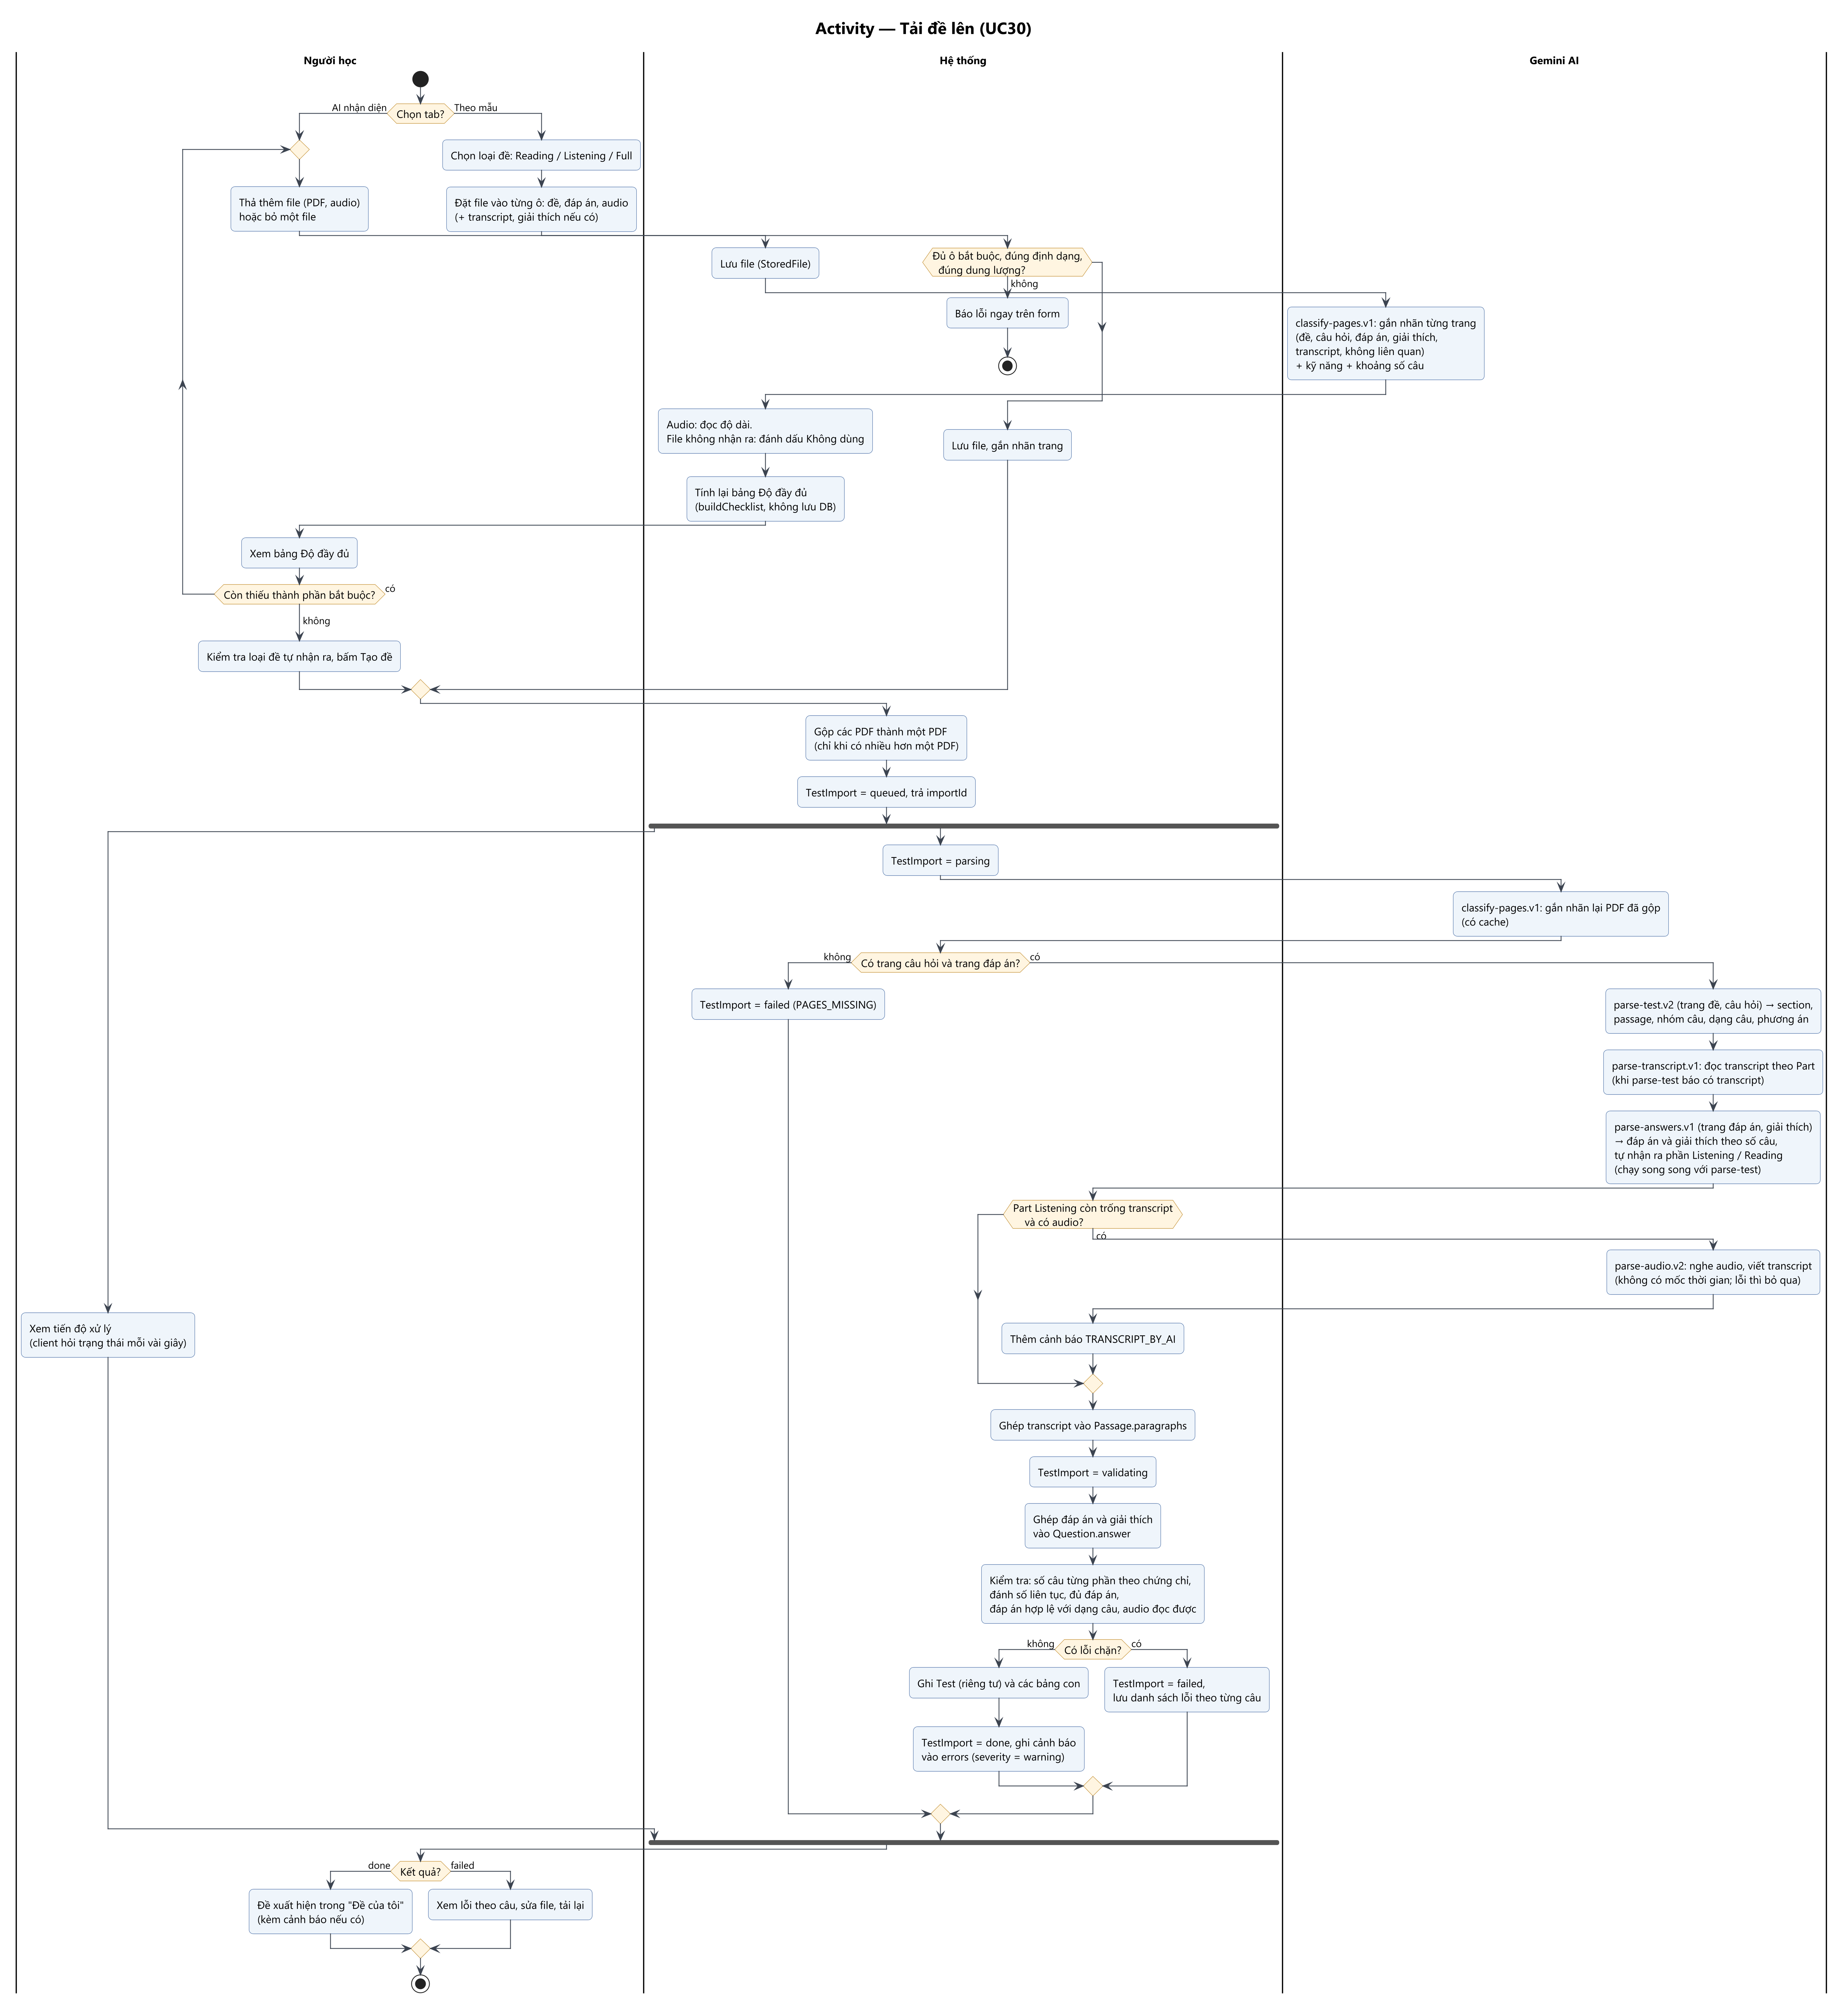 Activity — Tải đề lên (UC30)
Người học
Hệ thống
Gemini AI
AI nhận diện
Chọn tab?
Theo mẫu
Chọn loại đề: Reading / Listening / Full
Thả thêm file (PDF, audio)
hoặc bỏ một file
Đặt file vào từng ô: đề, đáp án, audio
(+ transcript, giải thích nếu có)
Lưu file (StoredFile)
Đủ ô bắt buộc, đúng định dạng,
đúng dung lượng?
không
Báo lỗi ngay trên form
classify-pages.v1: gắn nhãn từng trang
(đề, câu hỏi, đáp án, giải thích,
transcript, không liên quan)
+ kỹ năng + khoảng số câu
Audio: đọc độ dài.
File không nhận ra: đánh dấu Không dùng
Lưu file, gắn nhãn trang
Tính lại bảng Độ đầy đủ
(buildChecklist, không lưu DB)
Xem bảng Độ đầy đủ
Còn thiếu thành phần bắt buộc?
có
không
Kiểm tra loại đề tự nhận ra, bấm Tạo đề
Gộp các PDF thành một PDF
(chỉ khi có nhiều hơn một PDF)
TestImport = queued, trả importId
TestImport = parsing
classify-pages.v1: gắn nhãn lại PDF đã gộp
(có cache)
không
Có trang câu hỏi và trang đáp án?
có
TestImport = failed (PAGES_MISSING)
parse-test.v2 (trang đề, câu hỏi) → section,
passage, nhóm câu, dạng câu, phương án
parse-transcript.v1: đọc transcript theo Part
(khi parse-test báo có transcript)
parse-answers.v1 (trang đáp án, giải thích)
→ đáp án và giải thích theo số câu,
tự nhận ra phần Listening / Reading
(chạy song song với parse-test)
Part Listening còn trống transcript
và có audio?
có
parse-audio.v2: nghe audio, viết transcript
(không có mốc thời gian; lỗi thì bỏ qua)
Xem tiến độ xử lý
(client hỏi trạng thái mỗi vài giây)
Thêm cảnh báo TRANSCRIPT_BY_AI
Ghép transcript vào Passage.paragraphs
TestImport = validating
Ghép đáp án và giải thích
vào Question.answer
Kiểm tra: số câu từng phần theo chứng chỉ,
đánh số liên tục, đủ đáp án,
đáp án hợp lệ với dạng câu, audio đọc được
không
Có lỗi chặn?
có
Ghi Test (riêng tư) và các bảng con
TestImport = failed,
lưu danh sách lỗi theo từng câu
TestImport = done, ghi cảnh báo
vào errors (severity = warning)
done
Kết quả?
failed
Đề xuất hiện trong "Đề của tôi"
(kèm cảnh báo nếu có)
Xem lỗi theo câu, sửa file, tải lại